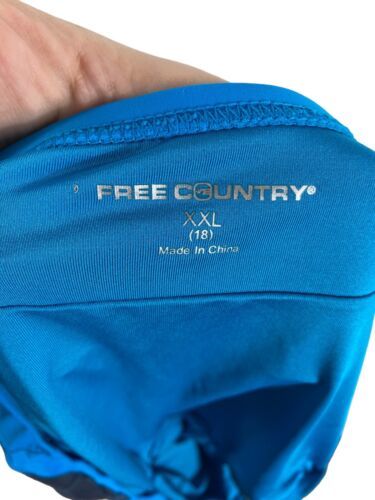 FREE COUNTRY®
XXL
(18)
Made In China